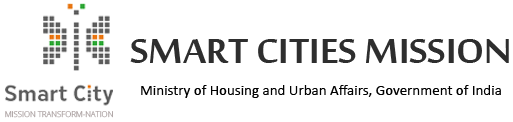 SMART CITIES MISSION
Ministry of Housing and Urban Affairs, Government of India
Smart City
MISSION TRANSFORM-NATION